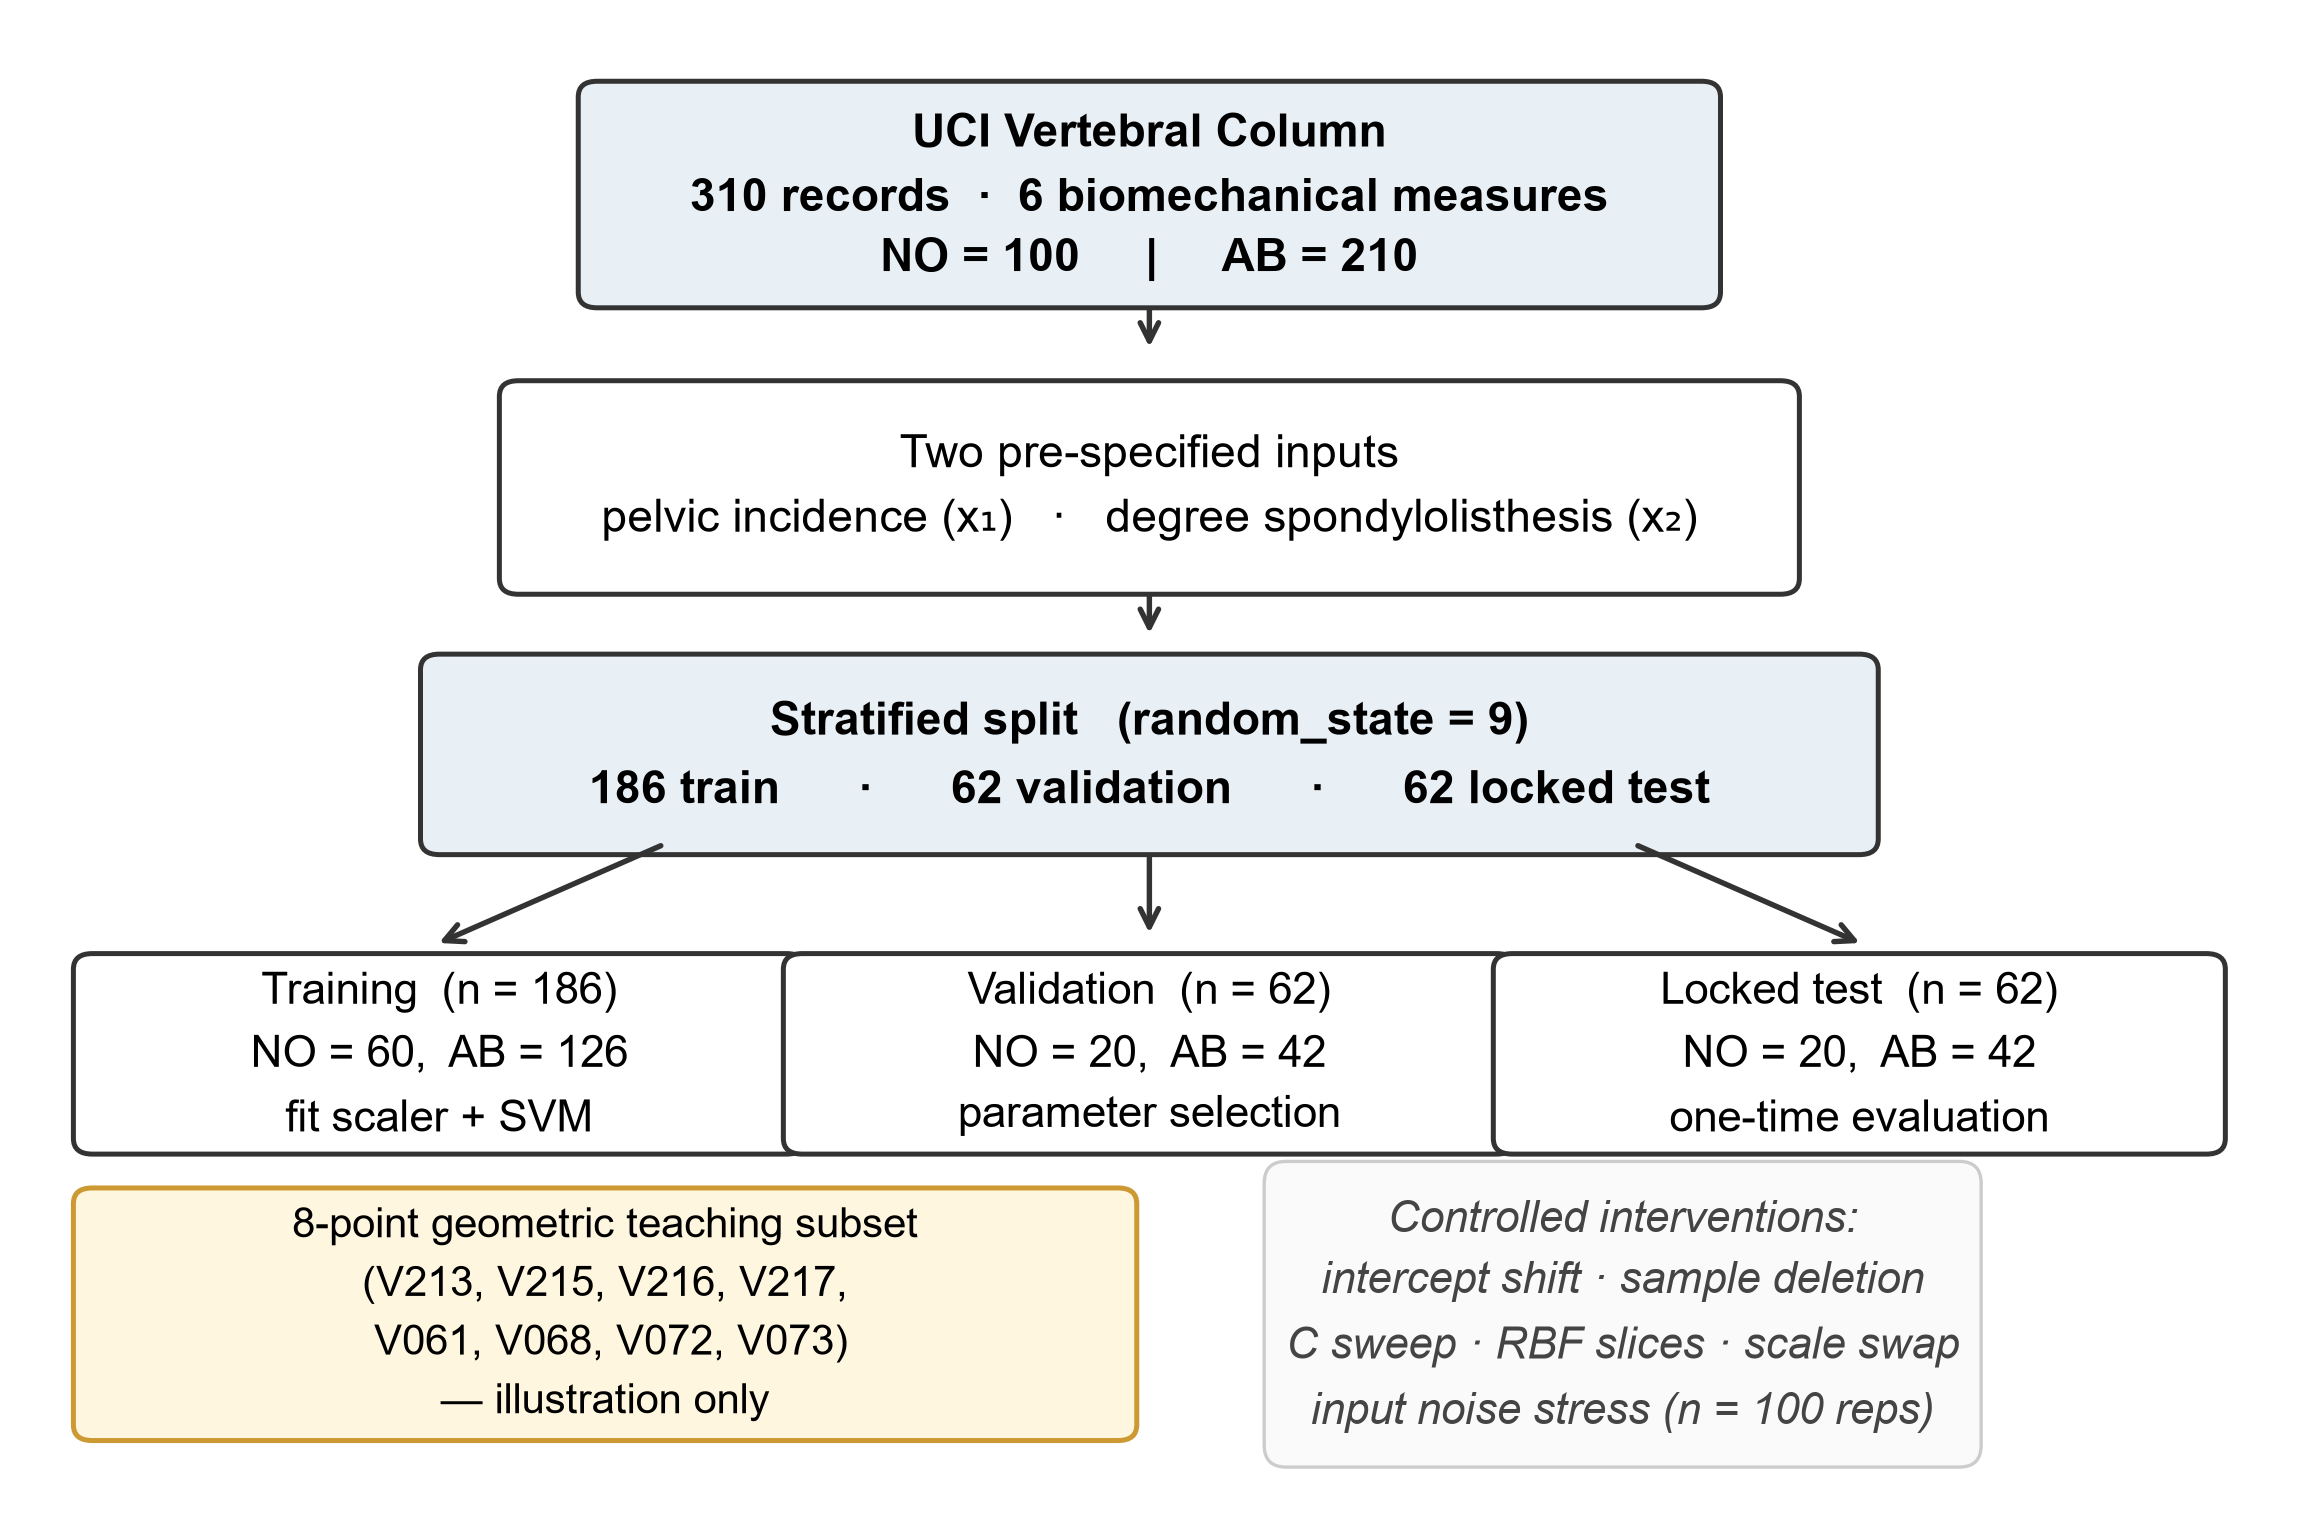 UCI Vertebral Column
310 records · 6 biomechanical measures
NO = 100 | AB = 210
Two pre-specified inputs
pelvic incidence (x₁) · degree spondylolisthesis (x₂)
Stratified split (random_state = 9)
186 train · 62 validation · 62 locked test
Training (n = 186)
NO = 60, AB = 126
fit scaler + SVM
Validation (n = 62)
NO = 20, AB = 42
parameter selection
Locked test (n = 62)
NO = 20, AB = 42
one-time evaluation
8-point geometric teaching subset
(V213, V215, V216, V217,
V061, V068, V072, V073)
— illustration only
Controlled interventions:
intercept shift · sample deletion
C sweep · RBF slices · scale swap
input noise stress (n = 100 reps)